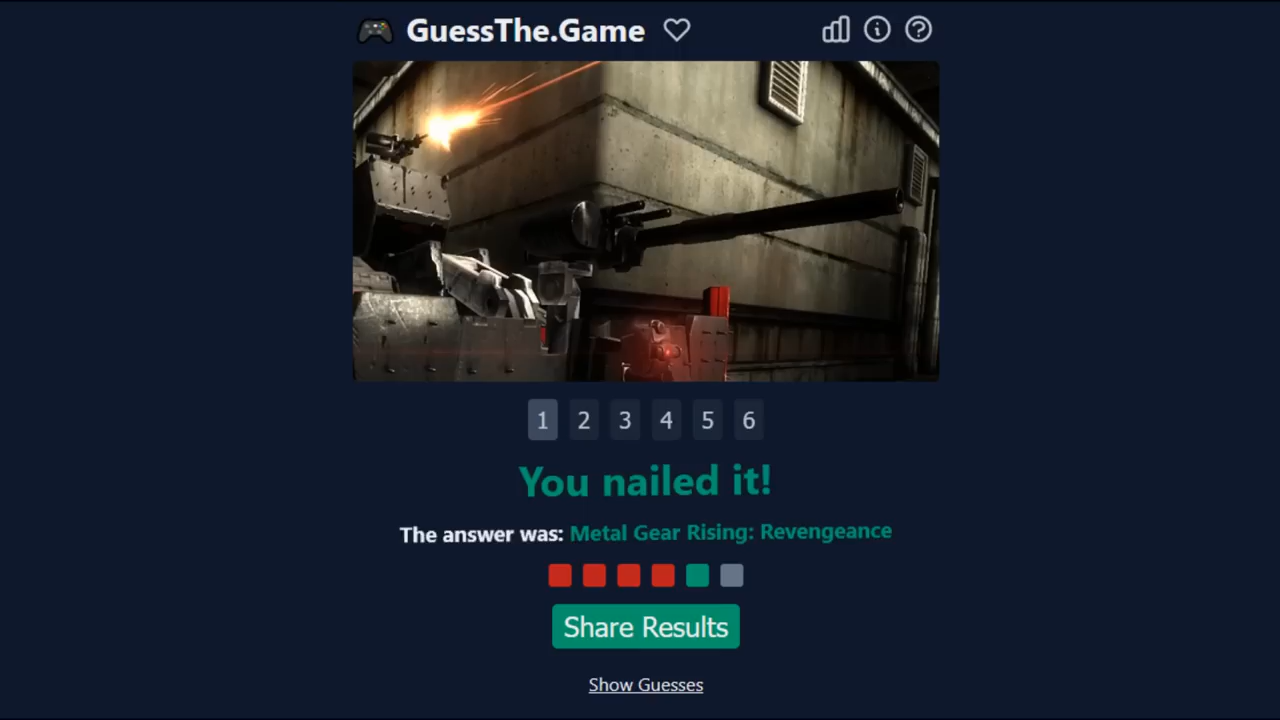 GuessThe.Game
1 2 3 4 5 6
You nailed it!
The answer was: Metal Gear Rising: Revengeance
Share Results
Show Guesses